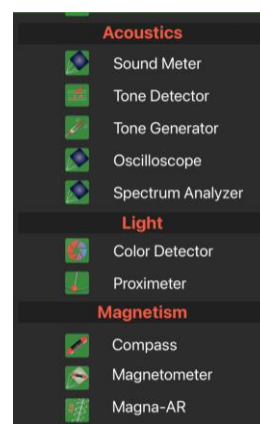 Acoustics
Sound Meter
Tone Detector
Tone Generator
Oscilloscope
Spectrum Analyzer
Light
Color Detector
Proximeter
Magnetism
Compass
Magnetometer
Magna-AR